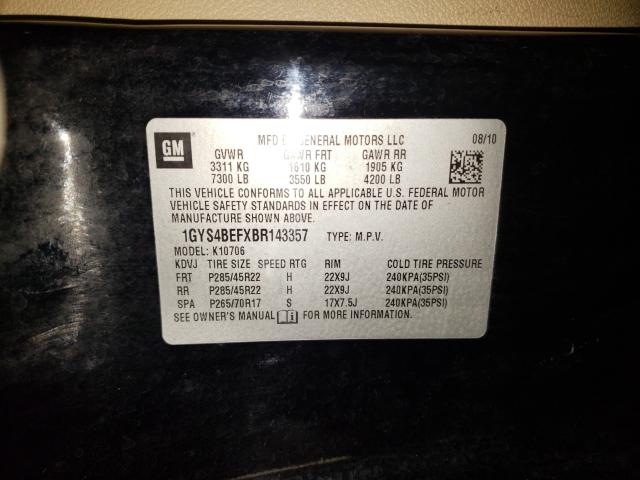 GM
MFD BY GENERAL MOTORS LLC 08/10
GVWR GAWR FRT GAWR RR
3311 KG 1610 KG 1905 KG
7300 LB 3550 LB 4200 LB
THIS VEHICLE CONFORMS TO ALL APPLICABLE U.S. FEDERAL MOTOR
VEHICLE SAFETY STANDARDS IN EFFECT ON THE DATE OF
MANUFACTURE SHOWN ABOVE.
1GYS4BEFXBR143357 TYPE: M.P.V.
MODEL: K10706
KDVJ TIRE SIZE SPEED RTG RIM COLD TIRE PRESSURE
FRT P285/45R22 H 22X9J 240KPA(35PSI)
RR P285/45R22 H 22X9J 240KPA(35PSI)
SPA P265/70R17 S 17X7.5J 240KPA(35PSI)
SEE OWNER'S MANUAL FOR MORE INFORMATION.